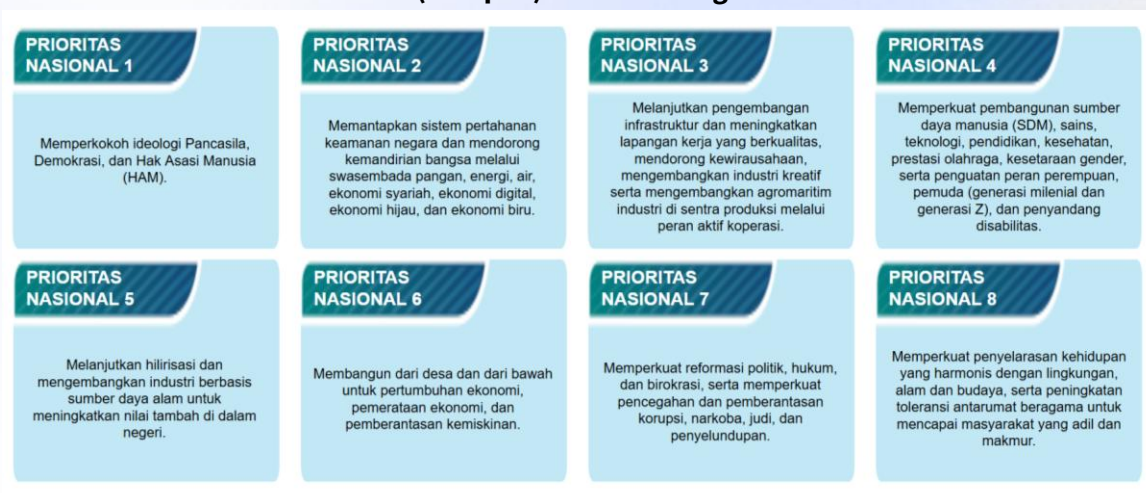 PRIORITAS
NASIONAL 1
Memperkokoh ideologi Pancasila,
Demokrasi, dan Hak Asasi Manusia
(HAM).
PRIORITAS
NASIONAL 2
Memantapkan sistem pertahanan
keamanan negara dan mendorong
kemandirian bangsa melalui
swasembada pangan, energi, air,
ekonomi syariah, ekonomi digital,
ekonomi hijau, dan ekonomi biru.
PRIORITAS
NASIONAL 3
Melanjutkan pengembangan
infrastruktur dan meningkatkan
lapangan kerja yang berkualitas,
mendorong kewirausahaan,
mengembangkan industri kreatif
serta mengembangkan agromaritim
industri di sentra produksi melalui
peran aktif koperasi.
PRIORITAS
NASIONAL 4
Memperkuat pembangunan sumber
daya manusia (SDM), sains,
teknologi, pendidikan, kesehatan,
prestasi olahraga, kesetaraan gender,
serta penguatan peran perempuan,
pemuda (generasi milenial dan
generasi Z), dan penyandang
disabilitas.
PRIORITAS
NASIONAL 5
Melanjutkan hilirisasi dan
mengembangkan industri berbasis
sumber daya alam untuk
meningkatkan nilai tambah di dalam
negeri.
PRIORITAS
NASIONAL 6
Membangun dari desa dan dari bawah
untuk pertumbuhan ekonomi,
pemerataan ekonomi, dan
pemberantasan kemiskinan.
PRIORITAS
NASIONAL 7
Memperkuat reformasi politik, hukum,
dan birokrasi, serta memperkuat
pencegahan dan pemberantasan
korupsi, narkoba, judi, dan
penyelundupan.
PRIORITAS
NASIONAL 8
Memperkuat penyelarasan kehidupan
yang harmonis dengan lingkungan,
alam dan budaya, serta peningkatan
toleransi antarumat beragama untuk
mencapai masyarakat yang adil dan
makmur.